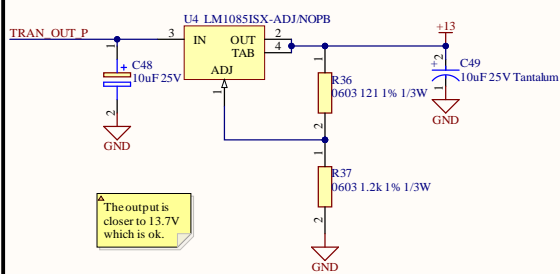 U4 LM1085ISX-ADJ/NOPB
TRAN_OUT_P
3
IN
OUT
2
TAB
4
ADJ
1
+13
1
+
C48
10uF 25V
2
GND
1
R36
0603 121 1% 1/3W
2
+
2
C49
10uF 25V Tantalum
1
GND
1
R37
0603 1.2k 1% 1/3W
2
GND
The output is
closer to 13.7V
which is ok.